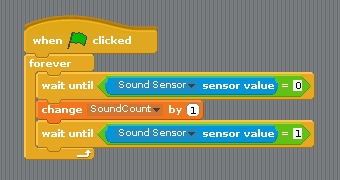 when clicked
forever
wait until Sound Sensor sensor value = 0
change SoundCount by 1
wait until Sound Sensor sensor value = 1